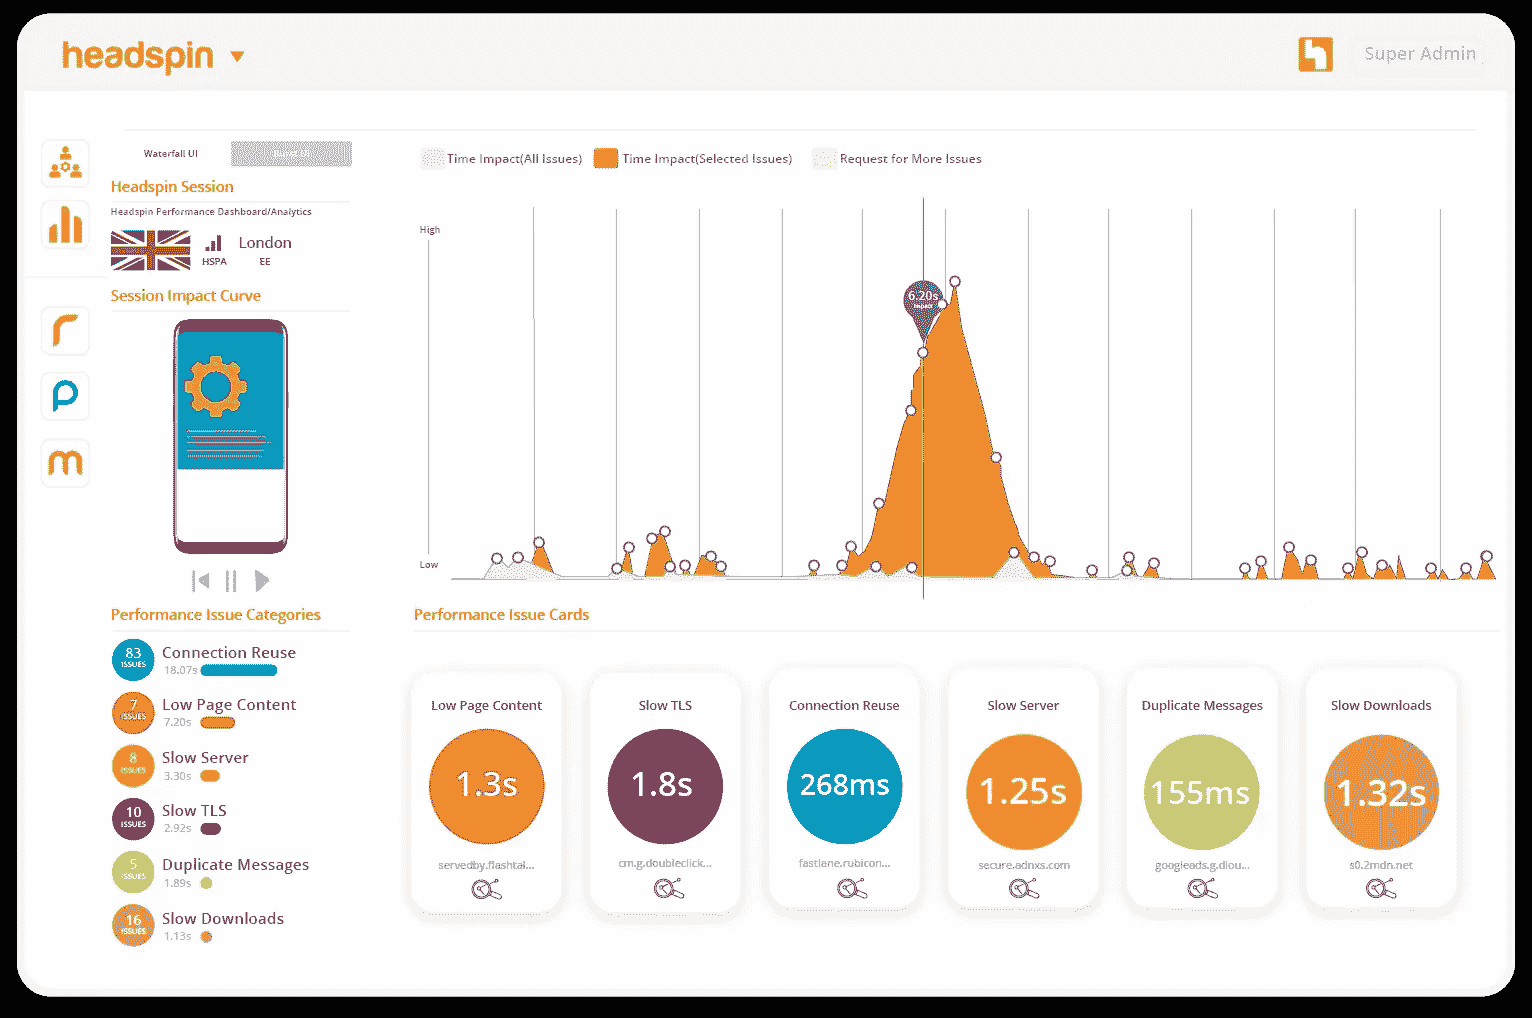 headspin
Super Admin
Waterfall UI
Headspin Session
Headspin Performance Dashboard/Analytics
HSPA
London
EE
Session Impact Curve
Time Impact(All Issues)
Time Impact(Selected Issues)
Request for More Issues
High
6.20s
Low
Performance Issue Categories
83
ISSUES
Connection Reuse
18.07s
7
ISSUES
Low Page Content
7.20s
8
ISSUES
Slow Server
3.30s
10
ISSUES
Slow TLS
2.92s
5
ISSUES
Duplicate Messages
1.89s
16
ISSUES
Slow Downloads
1.13s
Performance Issue Cards
Low Page Content
1.3s
servedby.flashtal...
Slow TLS
1.8s
cm.g.doubleclick...
Connection Reuse
268ms
fastlane.rubicon...
Slow Server
1.25s
secure.adnxs.com
Duplicate Messages
155ms
googleads.g.dlou...
Slow Downloads
1.32s
s0.2mdn.net